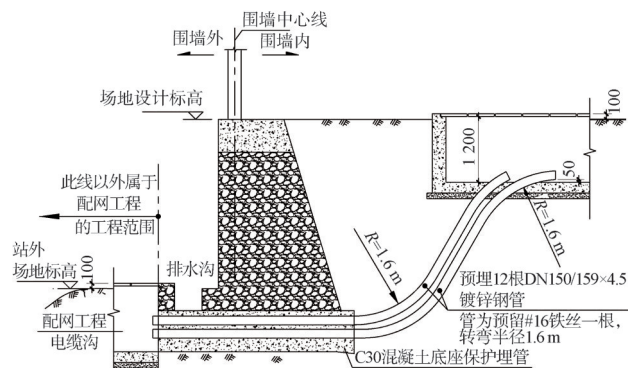 围墙中心线
围墙外
围墙内
场地设计标高
100
1 200
50
此线以外属于
配网工程
的工程范围
站外
场地标高
100
排水沟
R=1.6 m
R=1.6 m
预埋12根DN150/159×4.5
镀锌钢管
管为预留#16铁丝一根,
转弯半径1.6 m
配网工程
电缆沟
C30混凝土底座保护埋管